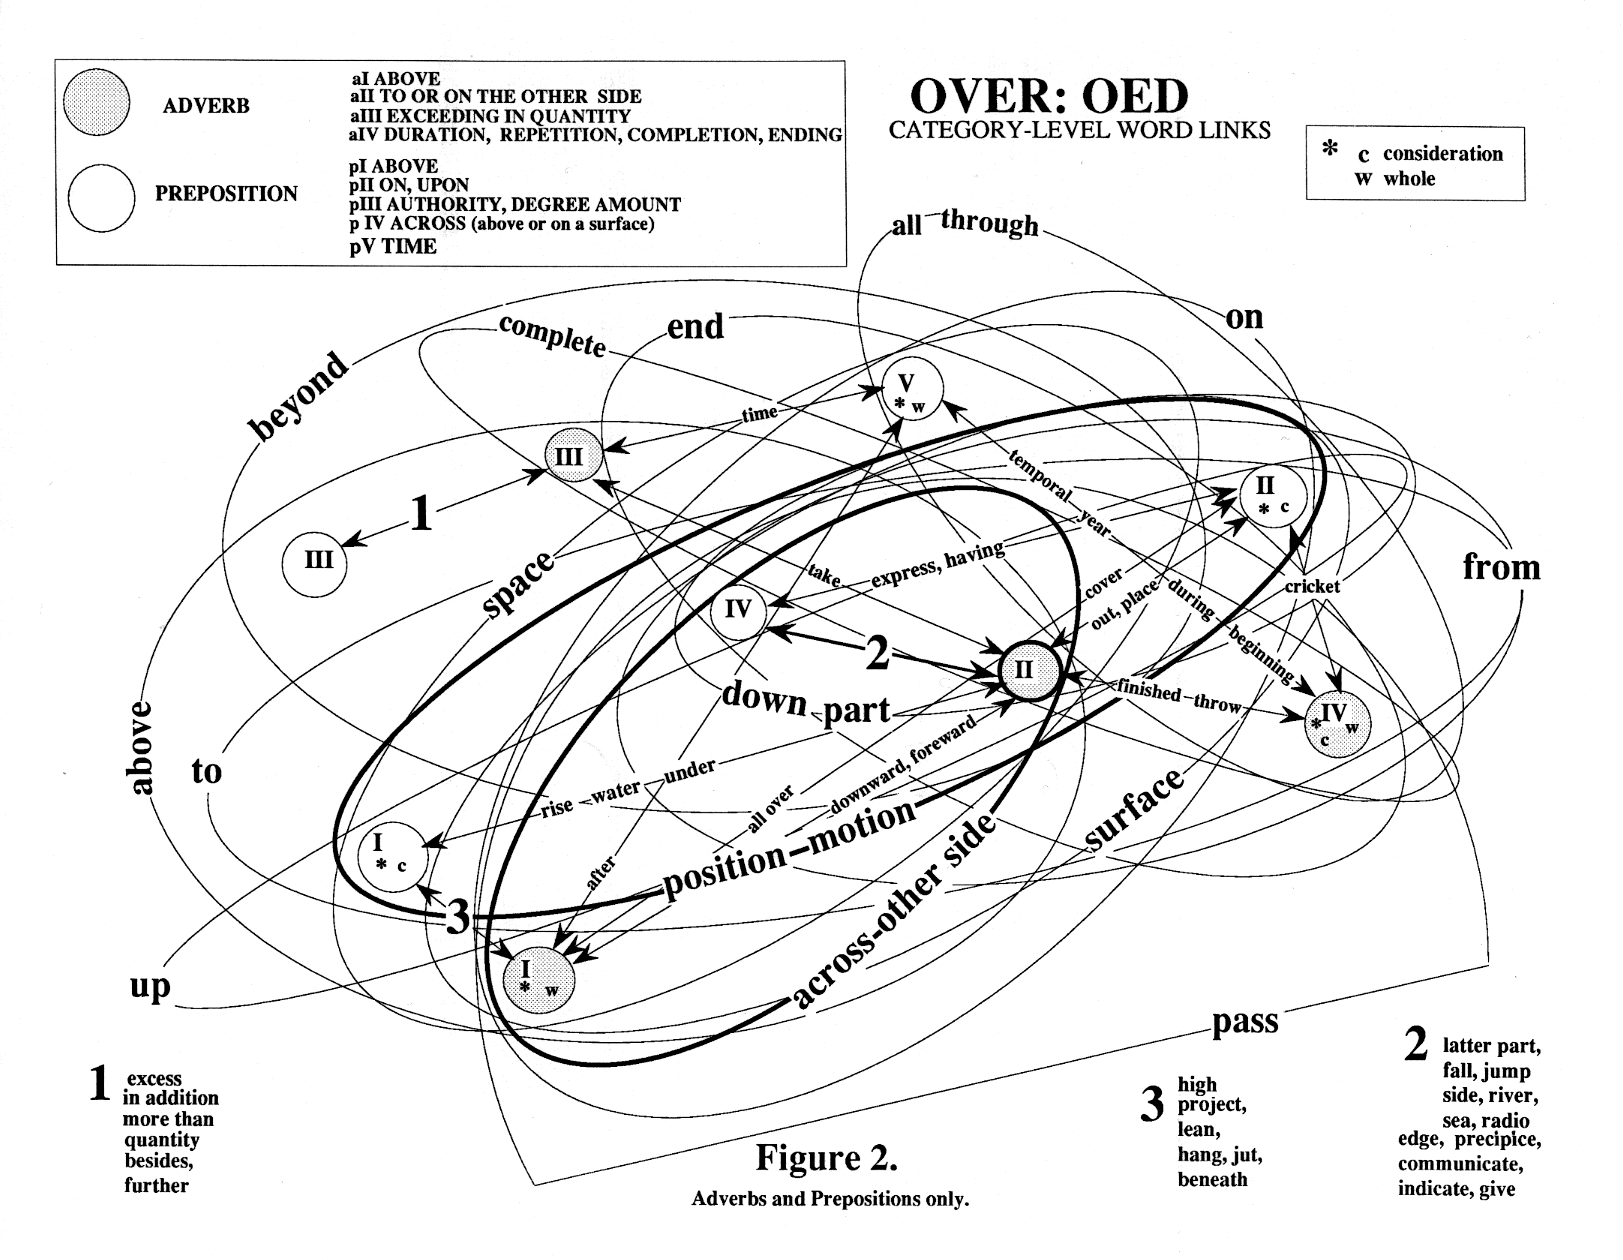 ADVERB
aI ABOVE
aII TO OR ON THE OTHER SIDE
aIII EXCEEDING IN QUANTITY
aIV DURATION, REPETITION, COMPLETION, ENDING
PREPOSITION
pI ABOVE
pII ON, UPON
pIII AUTHORITY, DEGREE AMOUNT
p IV ACROSS (above or on a surface)
pV TIME
OVER: OED
CATEGORY-LEVEL WORD LINKS
* c consideration
w whole
all through
on
end
complete
beyond
V
* w
time
III
temporal
year
II
* c
1
III
space
express, having
take
cover
out, place
during
cricket
from
IV
2
II
beginning
finished throw
IV
* w
c
down part
above
to
downward, foreward
rise water under
all over
surface
I
* c
position–motion
after
across-other side
3
I
* w
up
pass
1
excess
in addition
more than
quantity
besides,
further
3
high
project,
lean,
hang, jut,
beneath
2
latter part,
fall, jump
side, river,
sea, radio
edge, precipice,
communicate,
indicate, give
Figure 2.
Adverbs and Prepositions only.